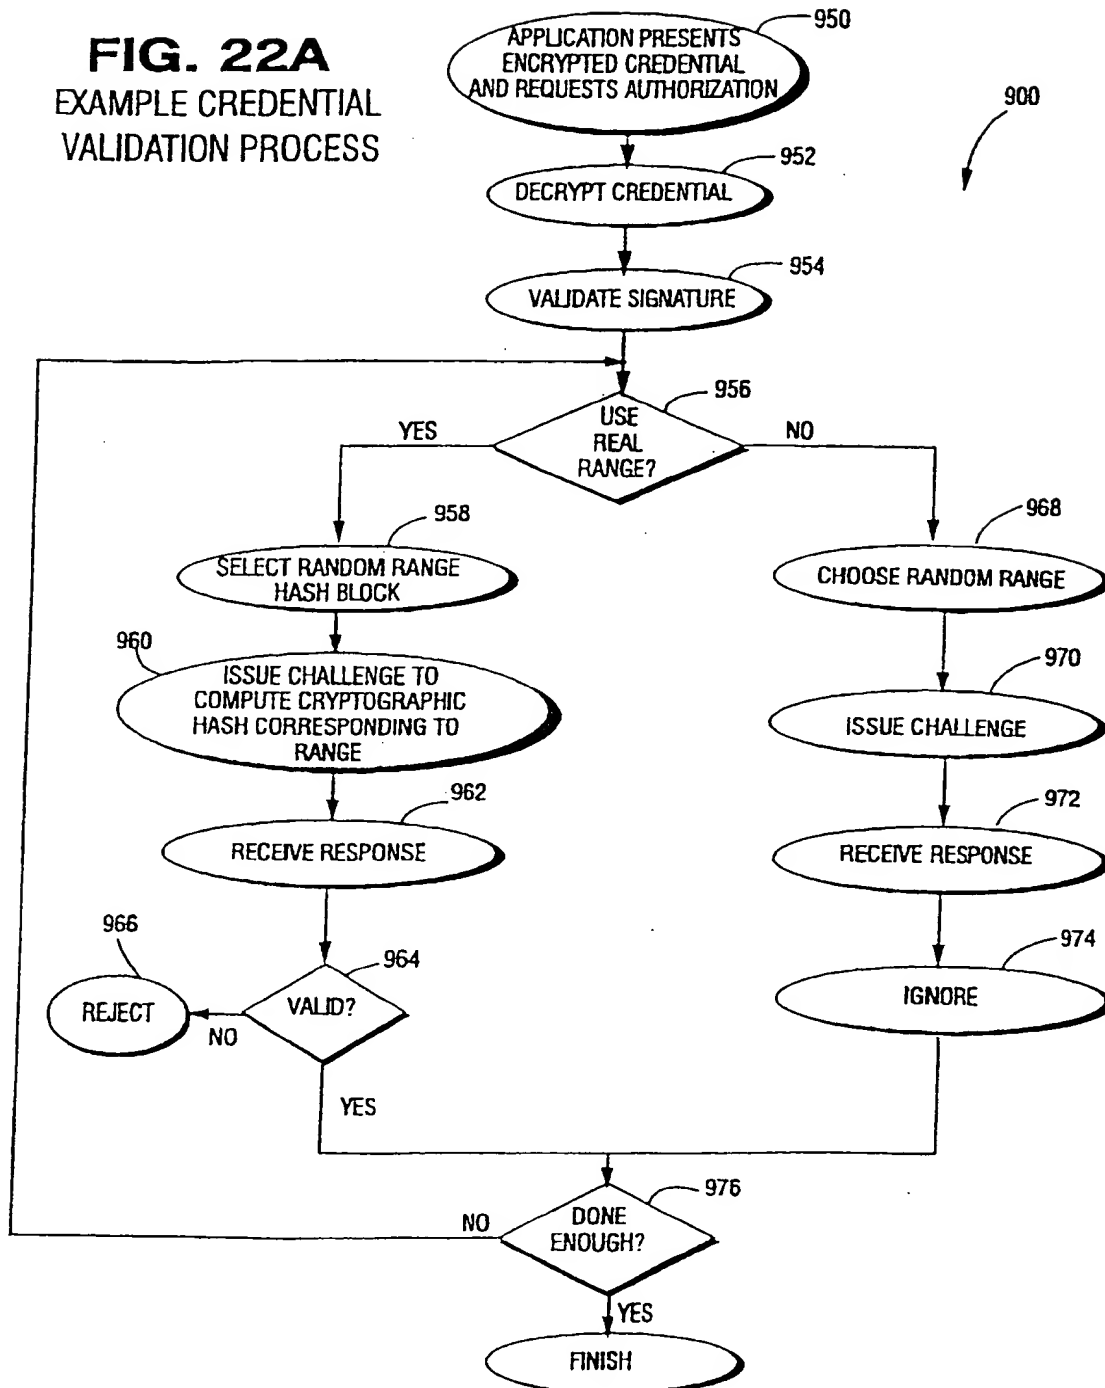 FIG. 22A
EXAMPLE CREDENTIAL
VALIDATION PROCESS
950
APPLICATION PRESENTS
ENCRYPTED CREDENTIAL
AND REQUESTS AUTHORIZATION
900
952
DECRYPT CREDENTIAL
954
VALIDATE SIGNATURE
956
USE
REAL
RANGE?
YES
NO
958
SELECT RANDOM RANGE
HASH BLOCK
968
CHOOSE RANDOM RANGE
960
ISSUE CHALLENGE TO
COMPUTE CRYPTOGRAPHIC
HASH CORRESPONDING TO
RANGE
970
ISSUE CHALLENGE
962
RECEIVE RESPONSE
972
RECEIVE RESPONSE
966
REJECT
964
VALID?
NO
YES
974
IGNORE
976
DONE
ENOUGH?
NO
YES
FINISH